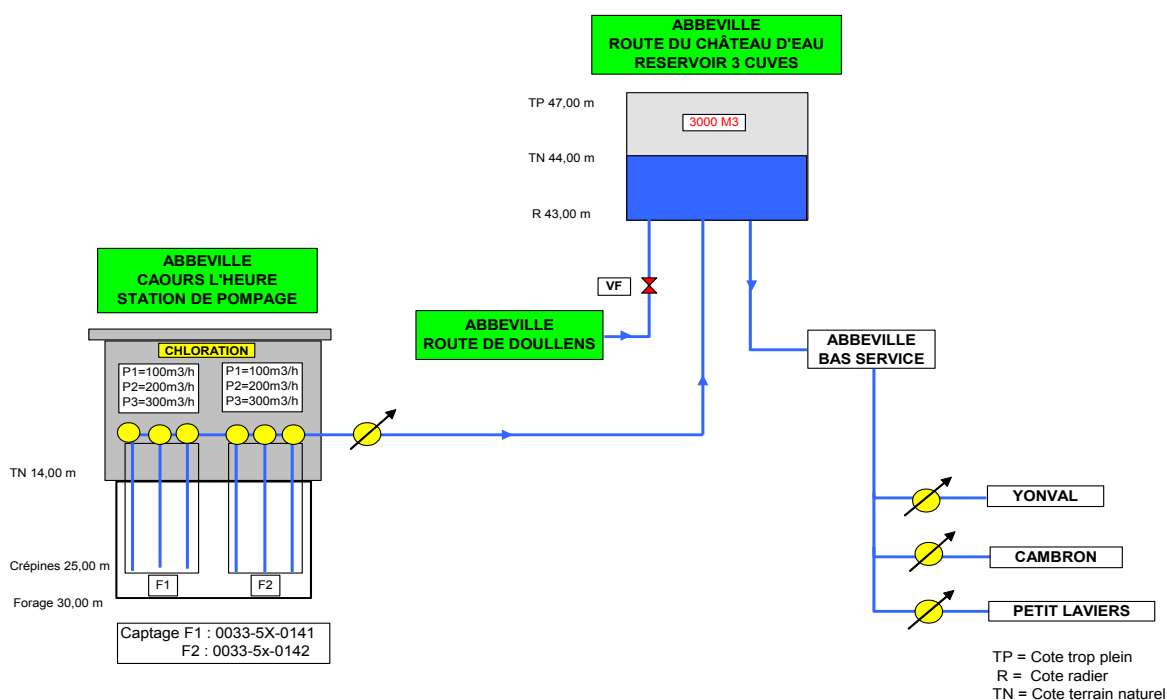 ABBEVILLE
ROUTE DU CHÂTEAU D'EAU
RESERVOIR 3 CUVES
TP 47,00 m
3000 M3
TN 44,00 m
R 43,00 m
ABBEVILLE
CAOURS L'HEURE
STATION DE POMPAGE
VF
ABBEVILLE
ROUTE DE DOULLENS
ABBEVILLE
BAS SERVICE
CHLORATION
P1=100m3/h
P2=200m3/h
P3=300m3/h
P1=100m3/h
P2=200m3/h
P3=300m3/h
TN 14,00 m
Crépines 25,00 m
F1
F2
Forage 30,00 m
Captage F1 : 0033-5X-0141
F2 : 0033-5x-0142
YONVAL
CAMBRON
PETIT LAVIERS
TP = Cote trop plein
R = Cote radier
TN = Cote terrain naturel